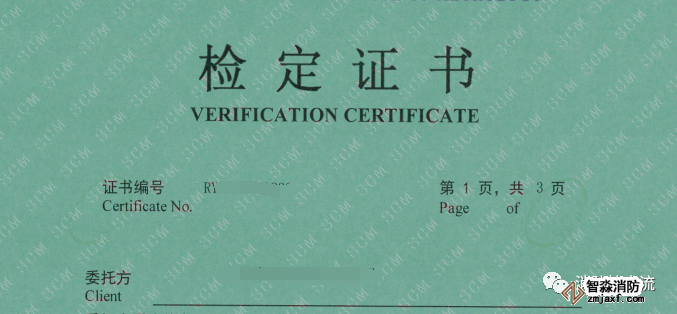 检定证书
VERIFICATION CERTIFICATE
证书编号 RY
Certificate No.
第 1 页，共 3 页
Page of
委托方
Client
智淼消防
zmjaxf.com